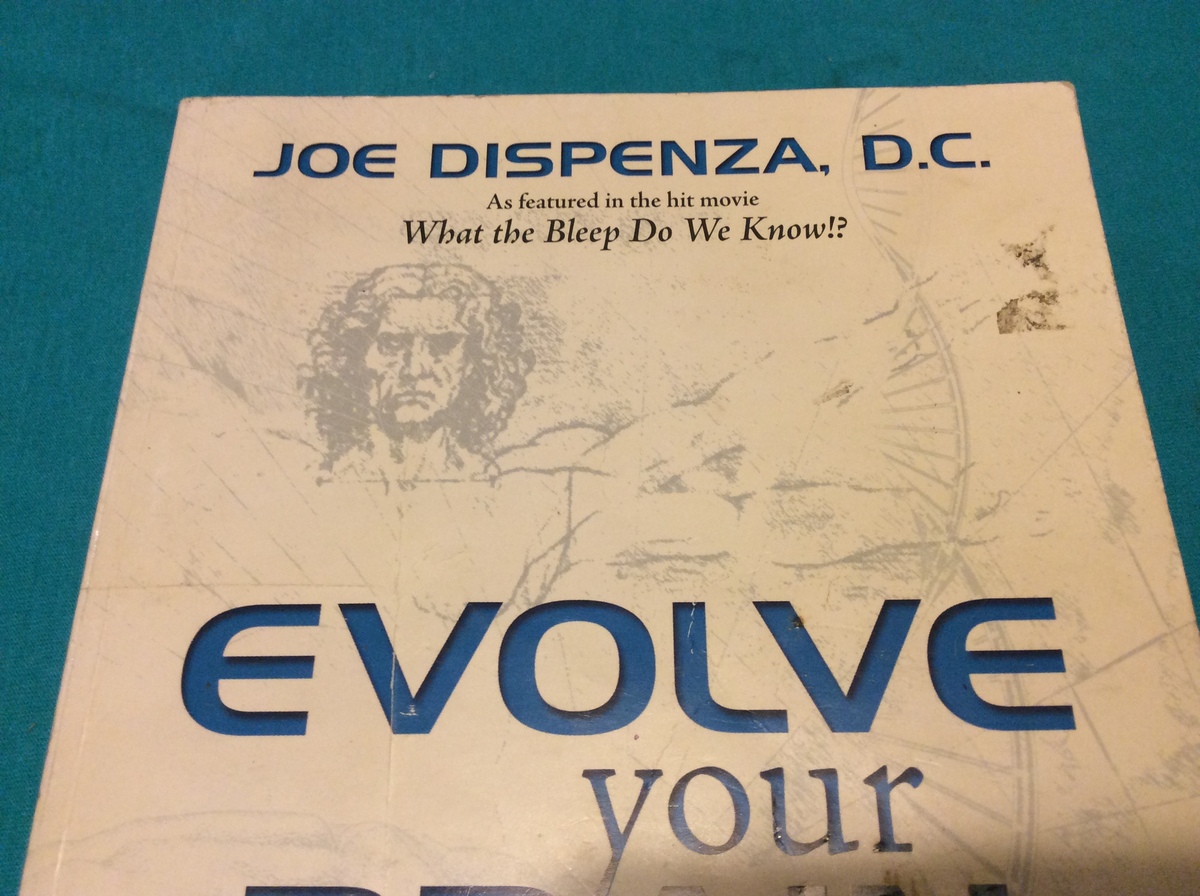 JOE DISPENZA, D.C.
As featured in the hit movie
What the Bleep Do We Know!?
EVOLVE
your